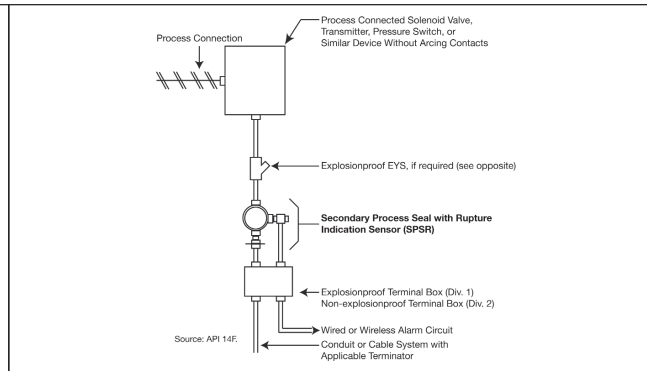 Process Connected Solenoid Valve,
Transmitter, Pressure Switch, or
Similar Device Without Arcing Contacts
Process Connection
Explosionproof EYS, if required (see opposite)
Secondary Process Seal with Rupture
Indication Sensor (SPSR)
Explosionproof Terminal Box (Div. 1)
Non-explosionproof Terminal Box (Div. 2)
Wired or Wireless Alarm Circuit
Source: API 14F.
Conduit or Cable System with
Applicable Terminator